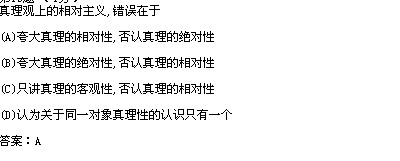 真理观上的相对主义,错误在于
(A)夸大真理的相对性,否认真理的绝对性
(B)夸大真理的绝对性,否认真理的相对性
(C)只讲真理的客观性,否认真理的相对性
(D)认为关于同一对象真理性的认识只有一个
答案：A